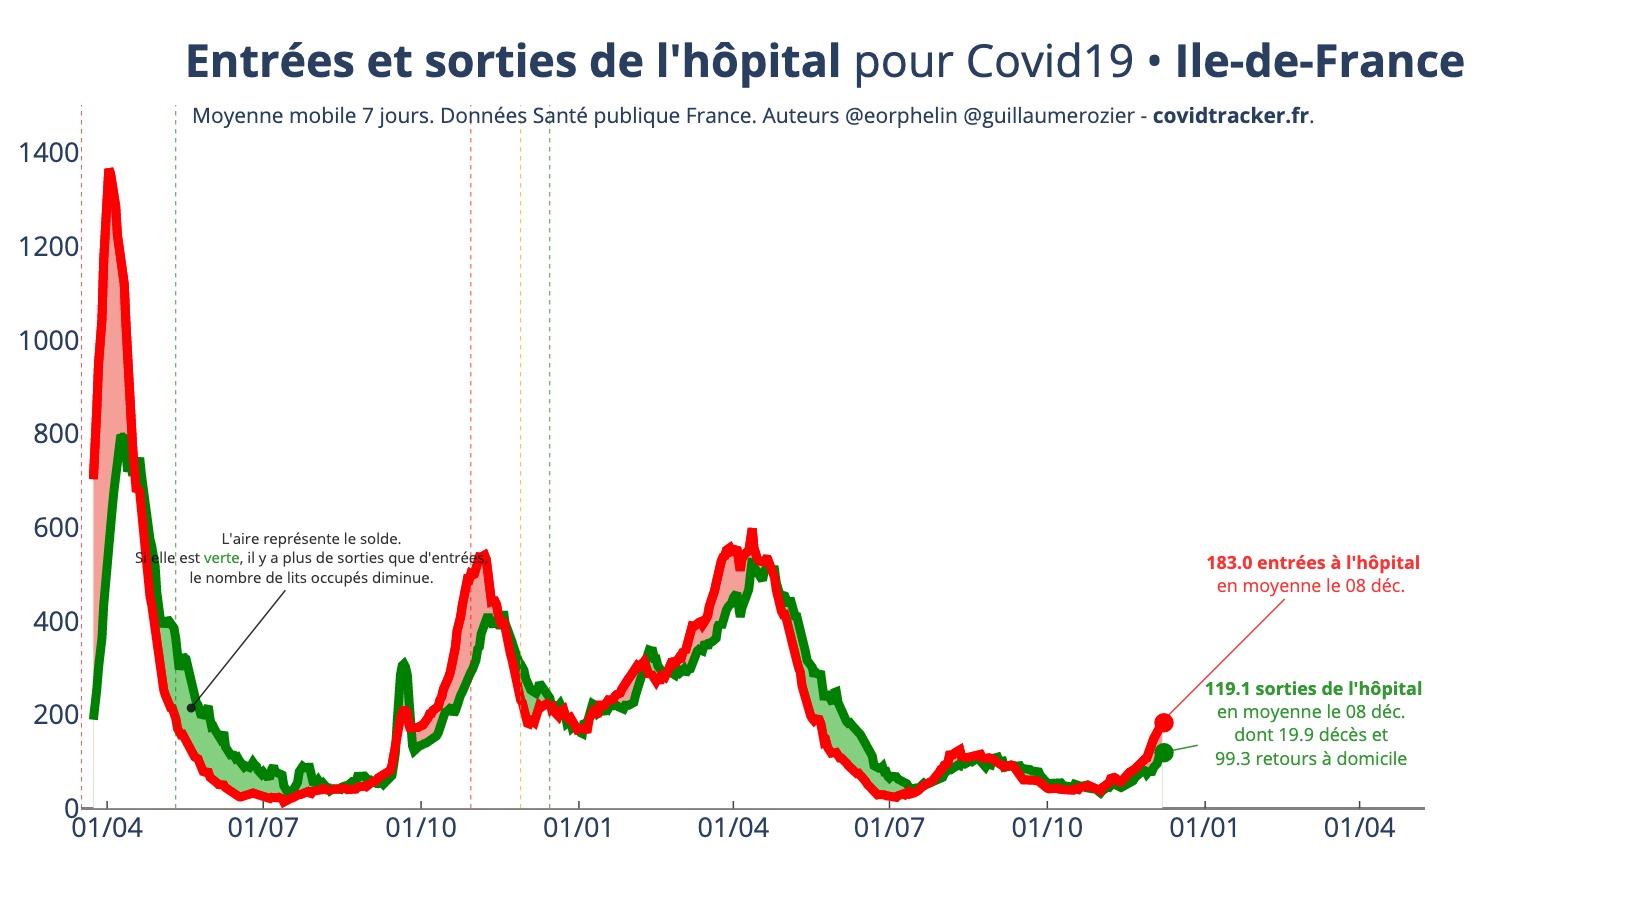 Entrées et sorties de l'hôpital pour Covid19 • Ile-de-France
Moyenne mobile 7 jours. Données Santé publique France. Auteurs @eorphelin @guillaumerozier - covidtracker.fr.
1400
1200
1000
800
600
400
200
0
L'aire représente le solde.
Si elle est verte, il y a plus de sorties que d'entrées,
le nombre de lits occupés diminue.
183.0 entrées à l'hôpital
en moyenne le 08 déc.
119.1 sorties de l'hôpital
en moyenne le 08 déc.
dont 19.9 décès et
99.3 retours à domicile
01/04 01/07 01/10 01/01 01/04 01/07 01/10 01/01 01/04